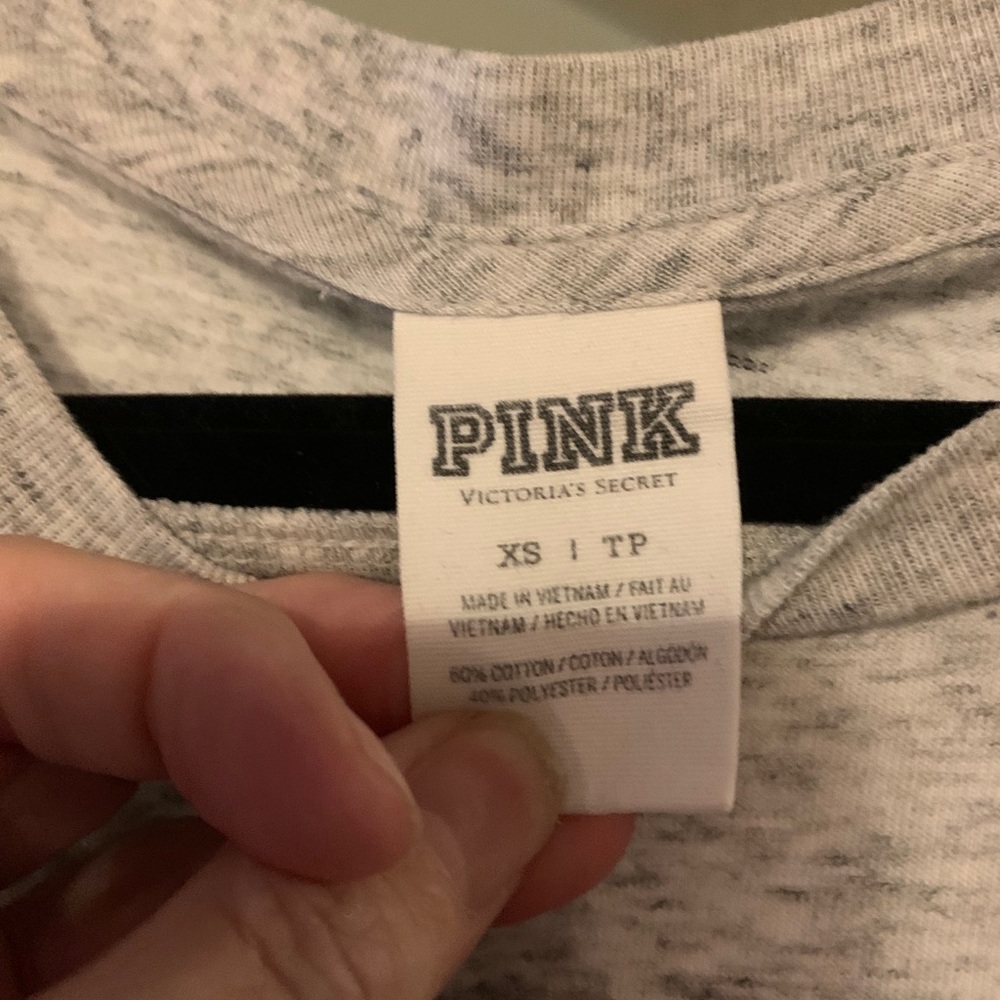 PINK
VICTORIA'S SECRET
XS | TP
MADE IN VIETNAM / FAIT AU
VIETNAM / HECHO EN VIETNAM
60% COTTON / COTON / ALGODÓN
40% POLYESTER / POLIÉSTER